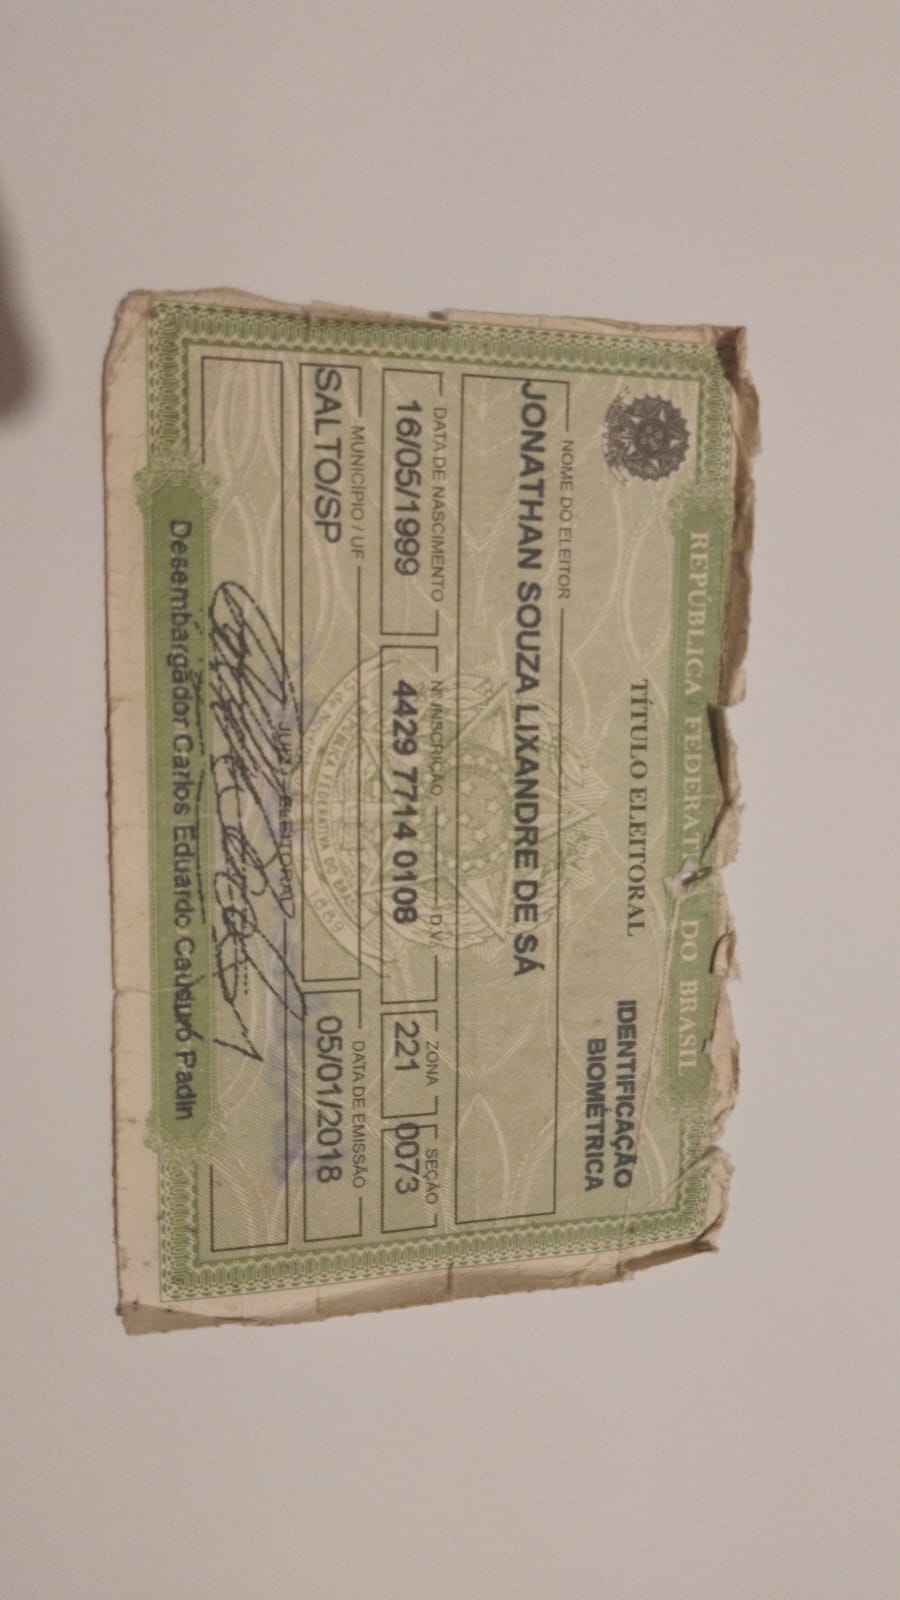 REPÚBLICA FEDERATIVA DO BRASIL
TÍTULO ELEITORAL
IDENTIFICAÇÃO
BIOMÉTRICA
NOME DO ELEITOR
JONATHAN SOUZA LIXANDRE DE SÁ
DATA DE NASCIMENTO Nº INSCRIÇÃO D.V. ZONA SEÇÃO
16/05/1999 4429 7714 0108 221 0073
MUNICÍPIO / UF DATA DE EMISSÃO
SALTO/SP 05/01/2018
JUIZ ELEITORAL
Desembargador Carlos Eduardo Cauduro Padin